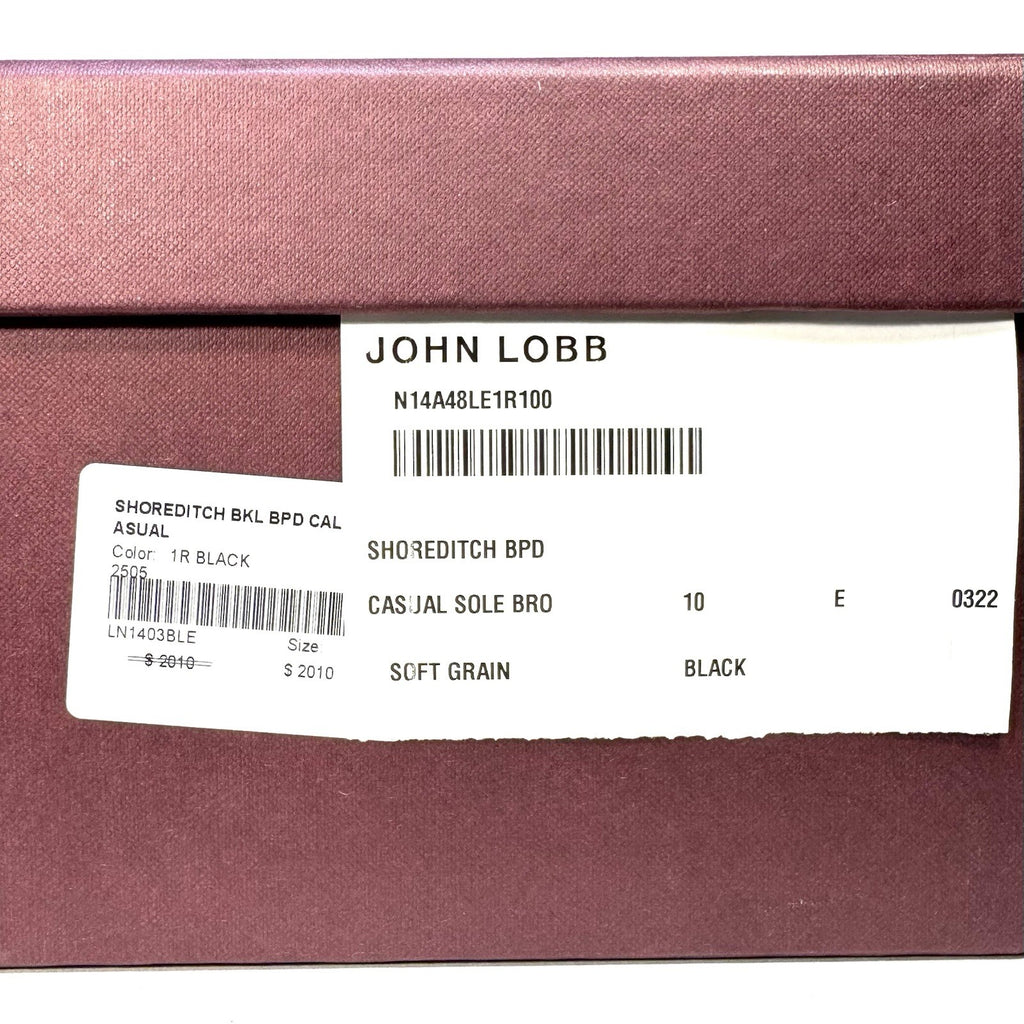 JOHN LOBB
N14A48LE1R100
SHOREDITCH BPD
CASUAL SOLE BRO 10 E 0322
SOFT GRAIN BLACK
SHOREDITCH BKL BPD CAL
ASUAL
Color: 1R BLACK
2505
LN1403BLE
Size
$ 2010 $ 2010